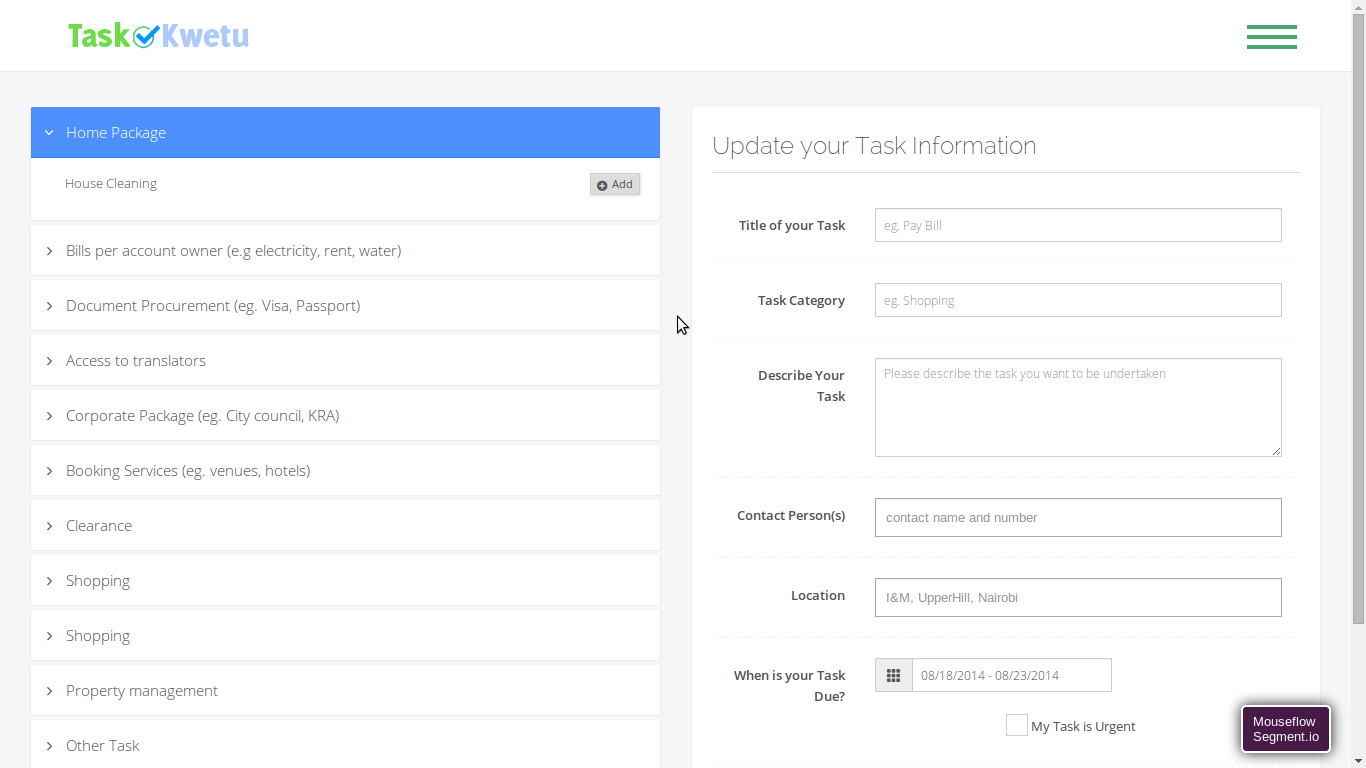 Task Kwetu
Home Package
House Cleaning
Add
Bills per account owner (e.g electricity, rent, water)
Document Procurement (eg. Visa, Passport)
Access to translators
Corporate Package (eg. City council, KRA)
Booking Services (eg. venues, hotels)
Clearance
Shopping
Shopping
Property management
Other Task
Update your Task Information
Title of your Task
eg. Pay Bill
Task Category
eg. Shopping
Describe Your
Task
Please describe the task you want to be undertaken
Contact Person(s)
contact name and number
Location
I&M, UpperHill, Nairobi
When is your Task
Due?
08/18/2014 - 08/23/2014
My Task is Urgent
Mouseflow
Segment.io